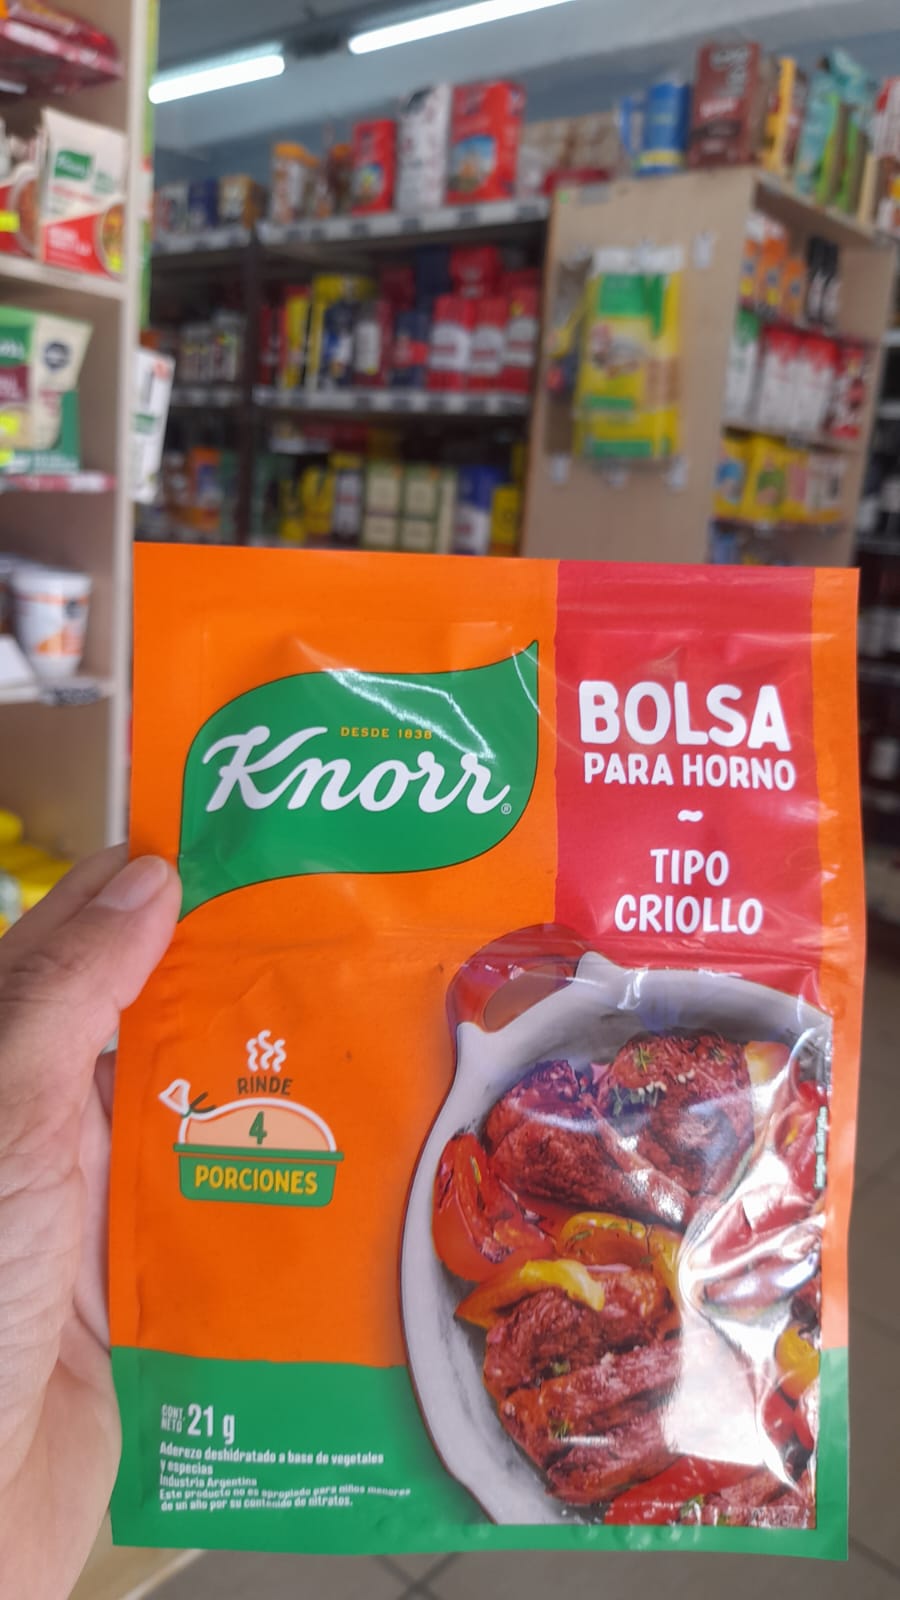 DESDE 1838
Knorr®
BOLSA
PARA HORNO
~
TIPO
CRIOLLO
RINDE
4
PORCIONES
CONT.
NETO 21 g
Aderezo deshidratado a base de vegetales
y especias
Industria Argentina
Este producto no es apropiado para niños menores
de un año por su contenido de nitratos.
Knorr